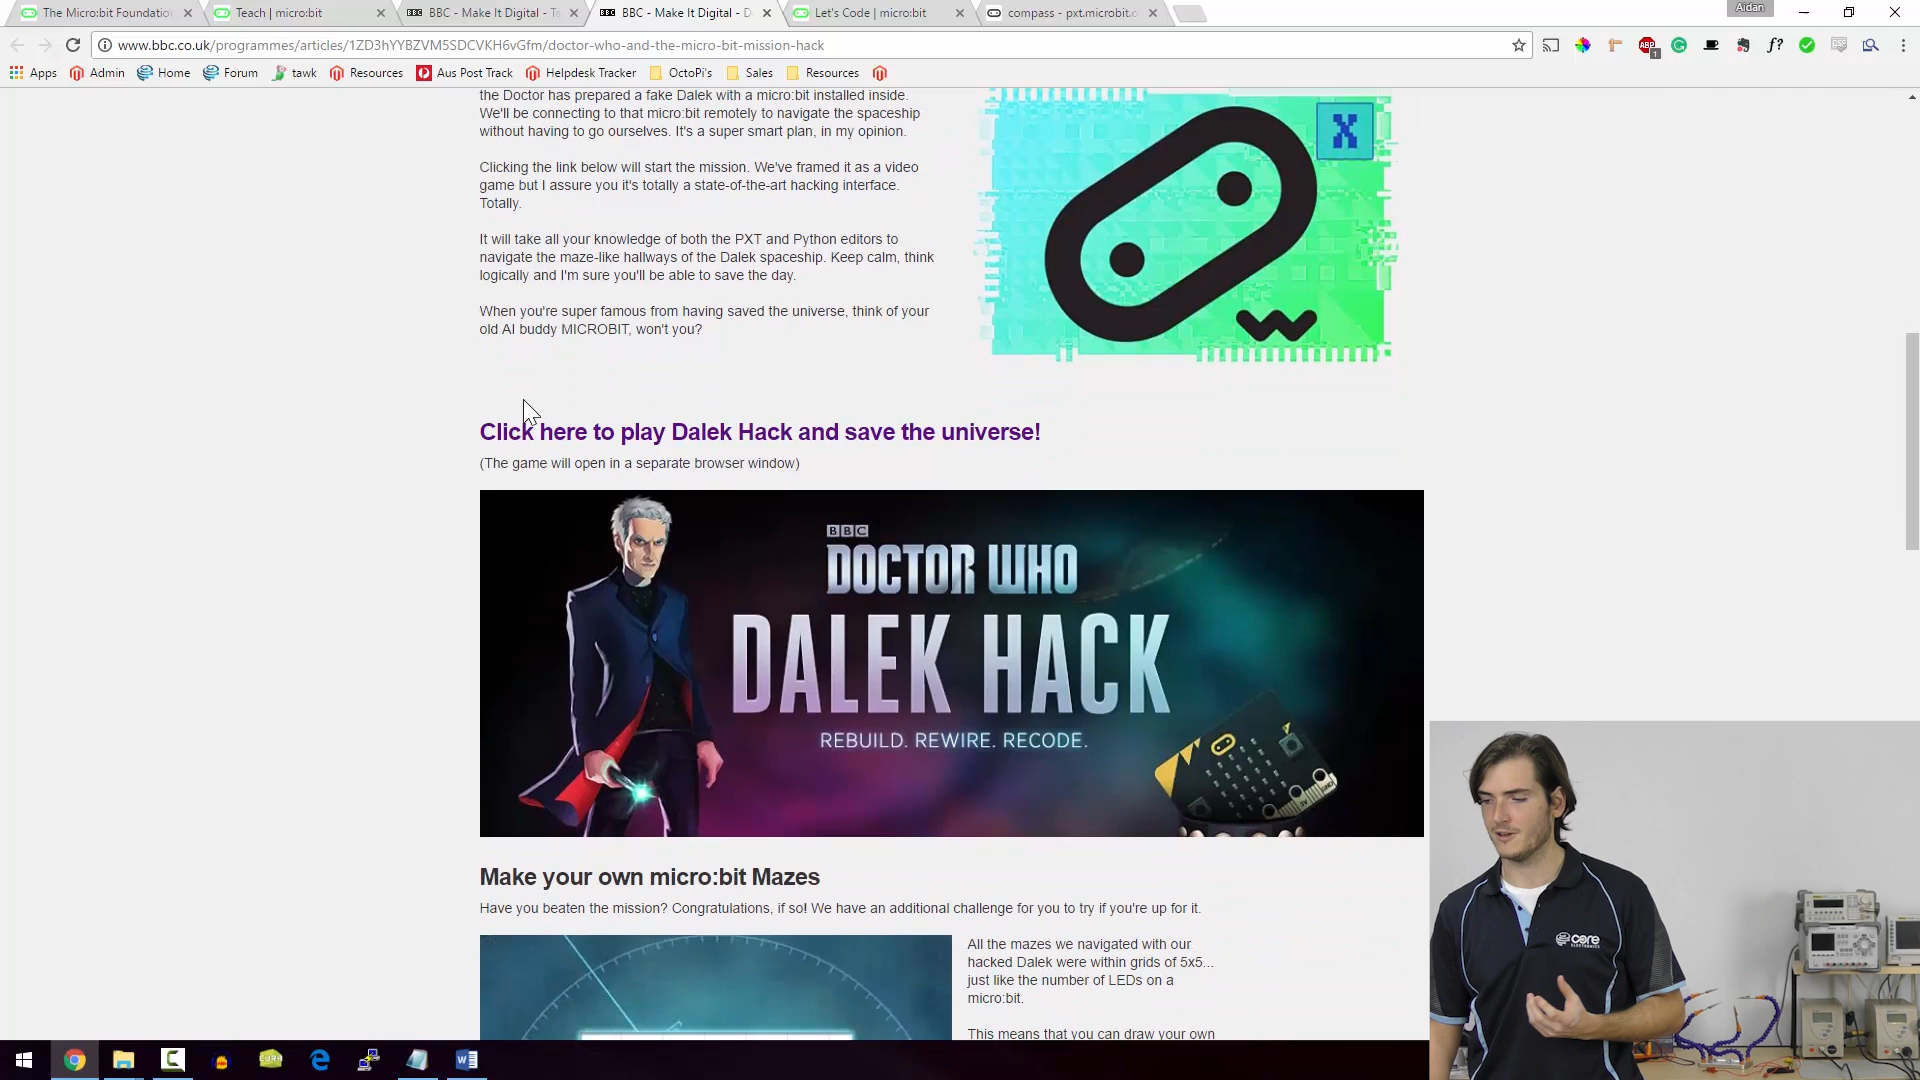 The Micro:bit Foundatio
Teach | micro:bit
BBC BBC - Make It Digital - T
BBC BBC - Make It Digital - D
Let's Code | micro:bit
compass - pxt.microbit.o
Aidan
www.bbc.co.uk/programmes/articles/1ZD3hYYBZVM5SDCVKH6vGfm/doctor-who-and-the-micro-bit-mission-hack
ABP
1
f?
CSS
Apps
Admin
Home
Forum
tawk
Resources
Aus Post Track
Helpdesk Tracker
OctoPi's
Sales
Resources
the Doctor has prepared a fake Dalek with a micro:bit installed inside.
We'll be connecting to that micro:bit remotely to navigate the spaceship
without having to go ourselves. It's a super smart plan, in my opinion.
Clicking the link below will start the mission. We've framed it as a video
game but I assure you it's totally a state-of-the-art hacking interface.
Totally.
It will take all your knowledge of both the PXT and Python editors to
navigate the maze-like hallways of the Dalek spaceship. Keep calm, think
logically and I'm sure you'll be able to save the day.
When you're super famous from having saved the universe, think of your
old AI buddy MICROBIT, won't you?
X
Click here to play Dalek Hack and save the universe!
(The game will open in a separate browser window)
BBC
DOCTOR WHO
DALEK HACK
REBUILD. REWIRE. RECODE.
Make your own micro:bit Mazes
Have you beaten the mission? Congratulations, if so! We have an additional challenge for you to try if you're up for it.
All the mazes we navigated with our
hacked Dalek were within grids of 5x5...
just like the number of LEDs on a
micro:bit.
This means that you can draw your own
core
ELECTRONICS
CURA